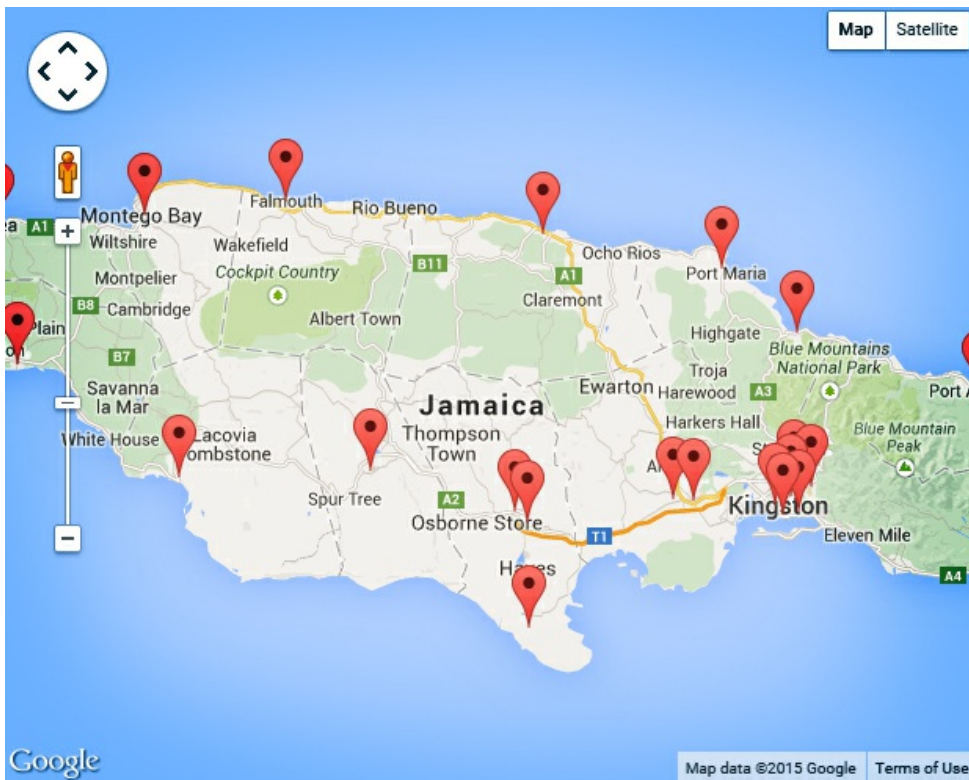 Map Satellite
Falmouth
Rio Bueno
Montego Bay
A1
Wiltshire
Wakefield
Ocho Rios
B11
Cockpit Country
Port Maria
A1
Montpelier
Claremont
B8
Cambridge
Albert Town
Plain
Highgate
Blue Mountains
National Park
B7
Troja
Savanna
la Mar
Ewarton
Harewood
A3
Port A
Jamaica
Harkers Hall
White House
Lacovia
Tombstone
Thompson
Town
Blue Mountain
Peak
Spur Tree
A2
Kingston
Osborne Store
T1
Eleven Mile
Hayes
A4
Google
Map data ©2015 Google Terms of Use